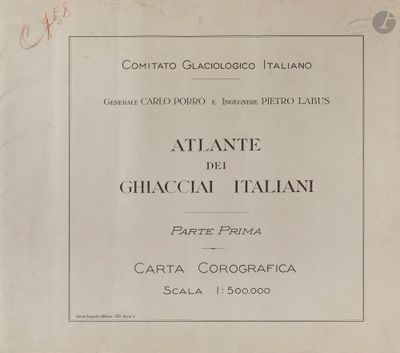 COMITATO GLACIOLOGICO ITALIANO
GENERALE CARLO PORRO E INGEGNERE PIETRO LABUS
ATLANTE
DEI
GHIACCIAI ITALIANI
PARTE PRIMA
CARTA COROGRAFICA
SCALA 1:500.000